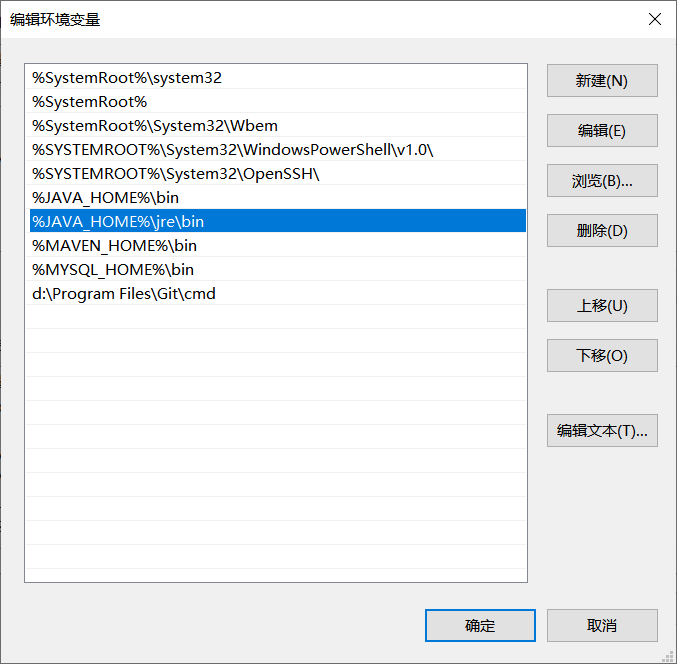 编辑环境变量
%SystemRoot%\system32
%SystemRoot%
%SystemRoot%\System32\Wbem
%SYSTEMROOT%\System32\WindowsPowerShell\v1.0\
%SYSTEMROOT%\System32\OpenSSH\
%JAVA_HOME%\bin
%JAVA_HOME%\jre\bin
%MAVEN_HOME%\bin
%MYSQL_HOME%\bin
d:\Program Files\Git\cmd
新建(N)
编辑(E)
浏览(B)...
删除(D)
上移(U)
下移(O)
编辑文本(T)...
确定
取消